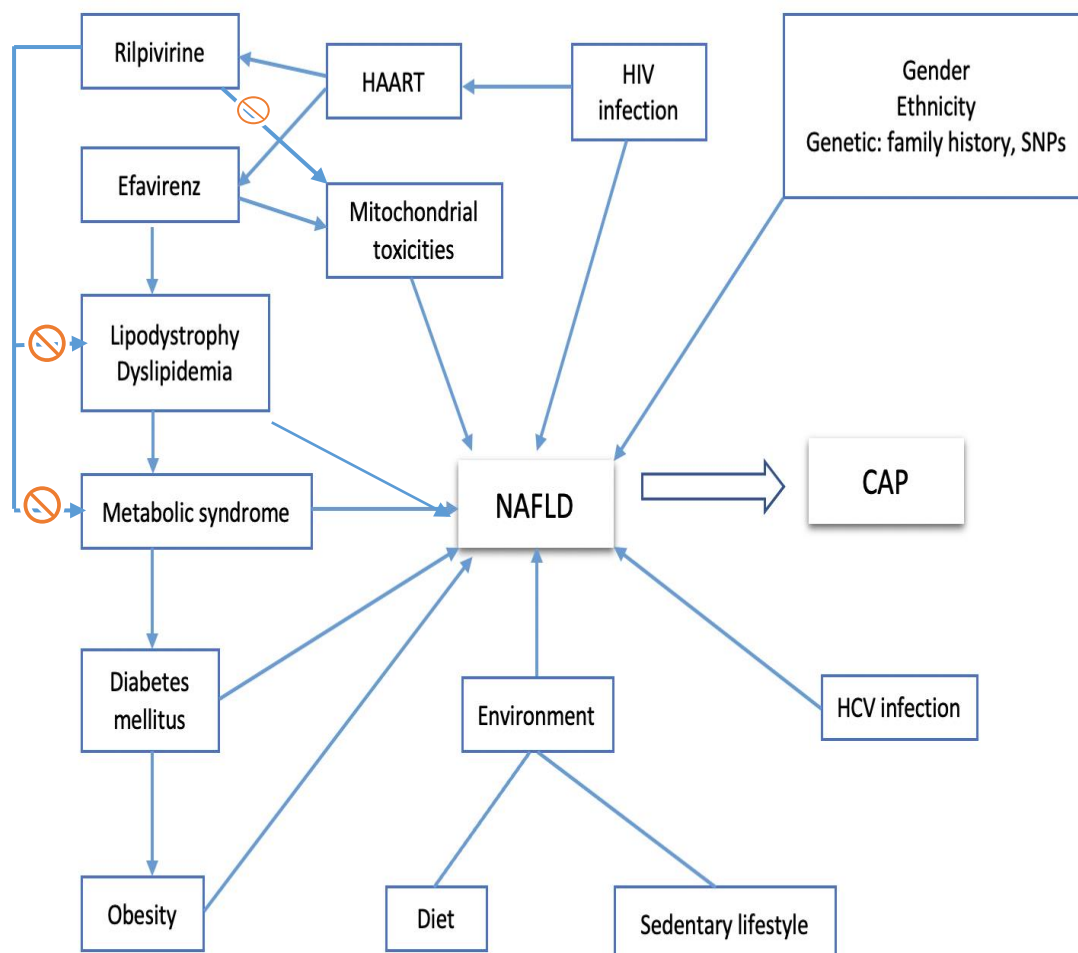 Rilpivirine
HAART
HIV
infection
Gender
Ethnicity
Genetic: family history, SNPs
Efavirenz
Mitochondrial
toxicities
Lipodystrophy
Dyslipidemia
Metabolic syndrome
NAFLD
CAP
Diabetes
mellitus
Environment
HCV infection
Obesity
Diet
Sedentary lifestyle